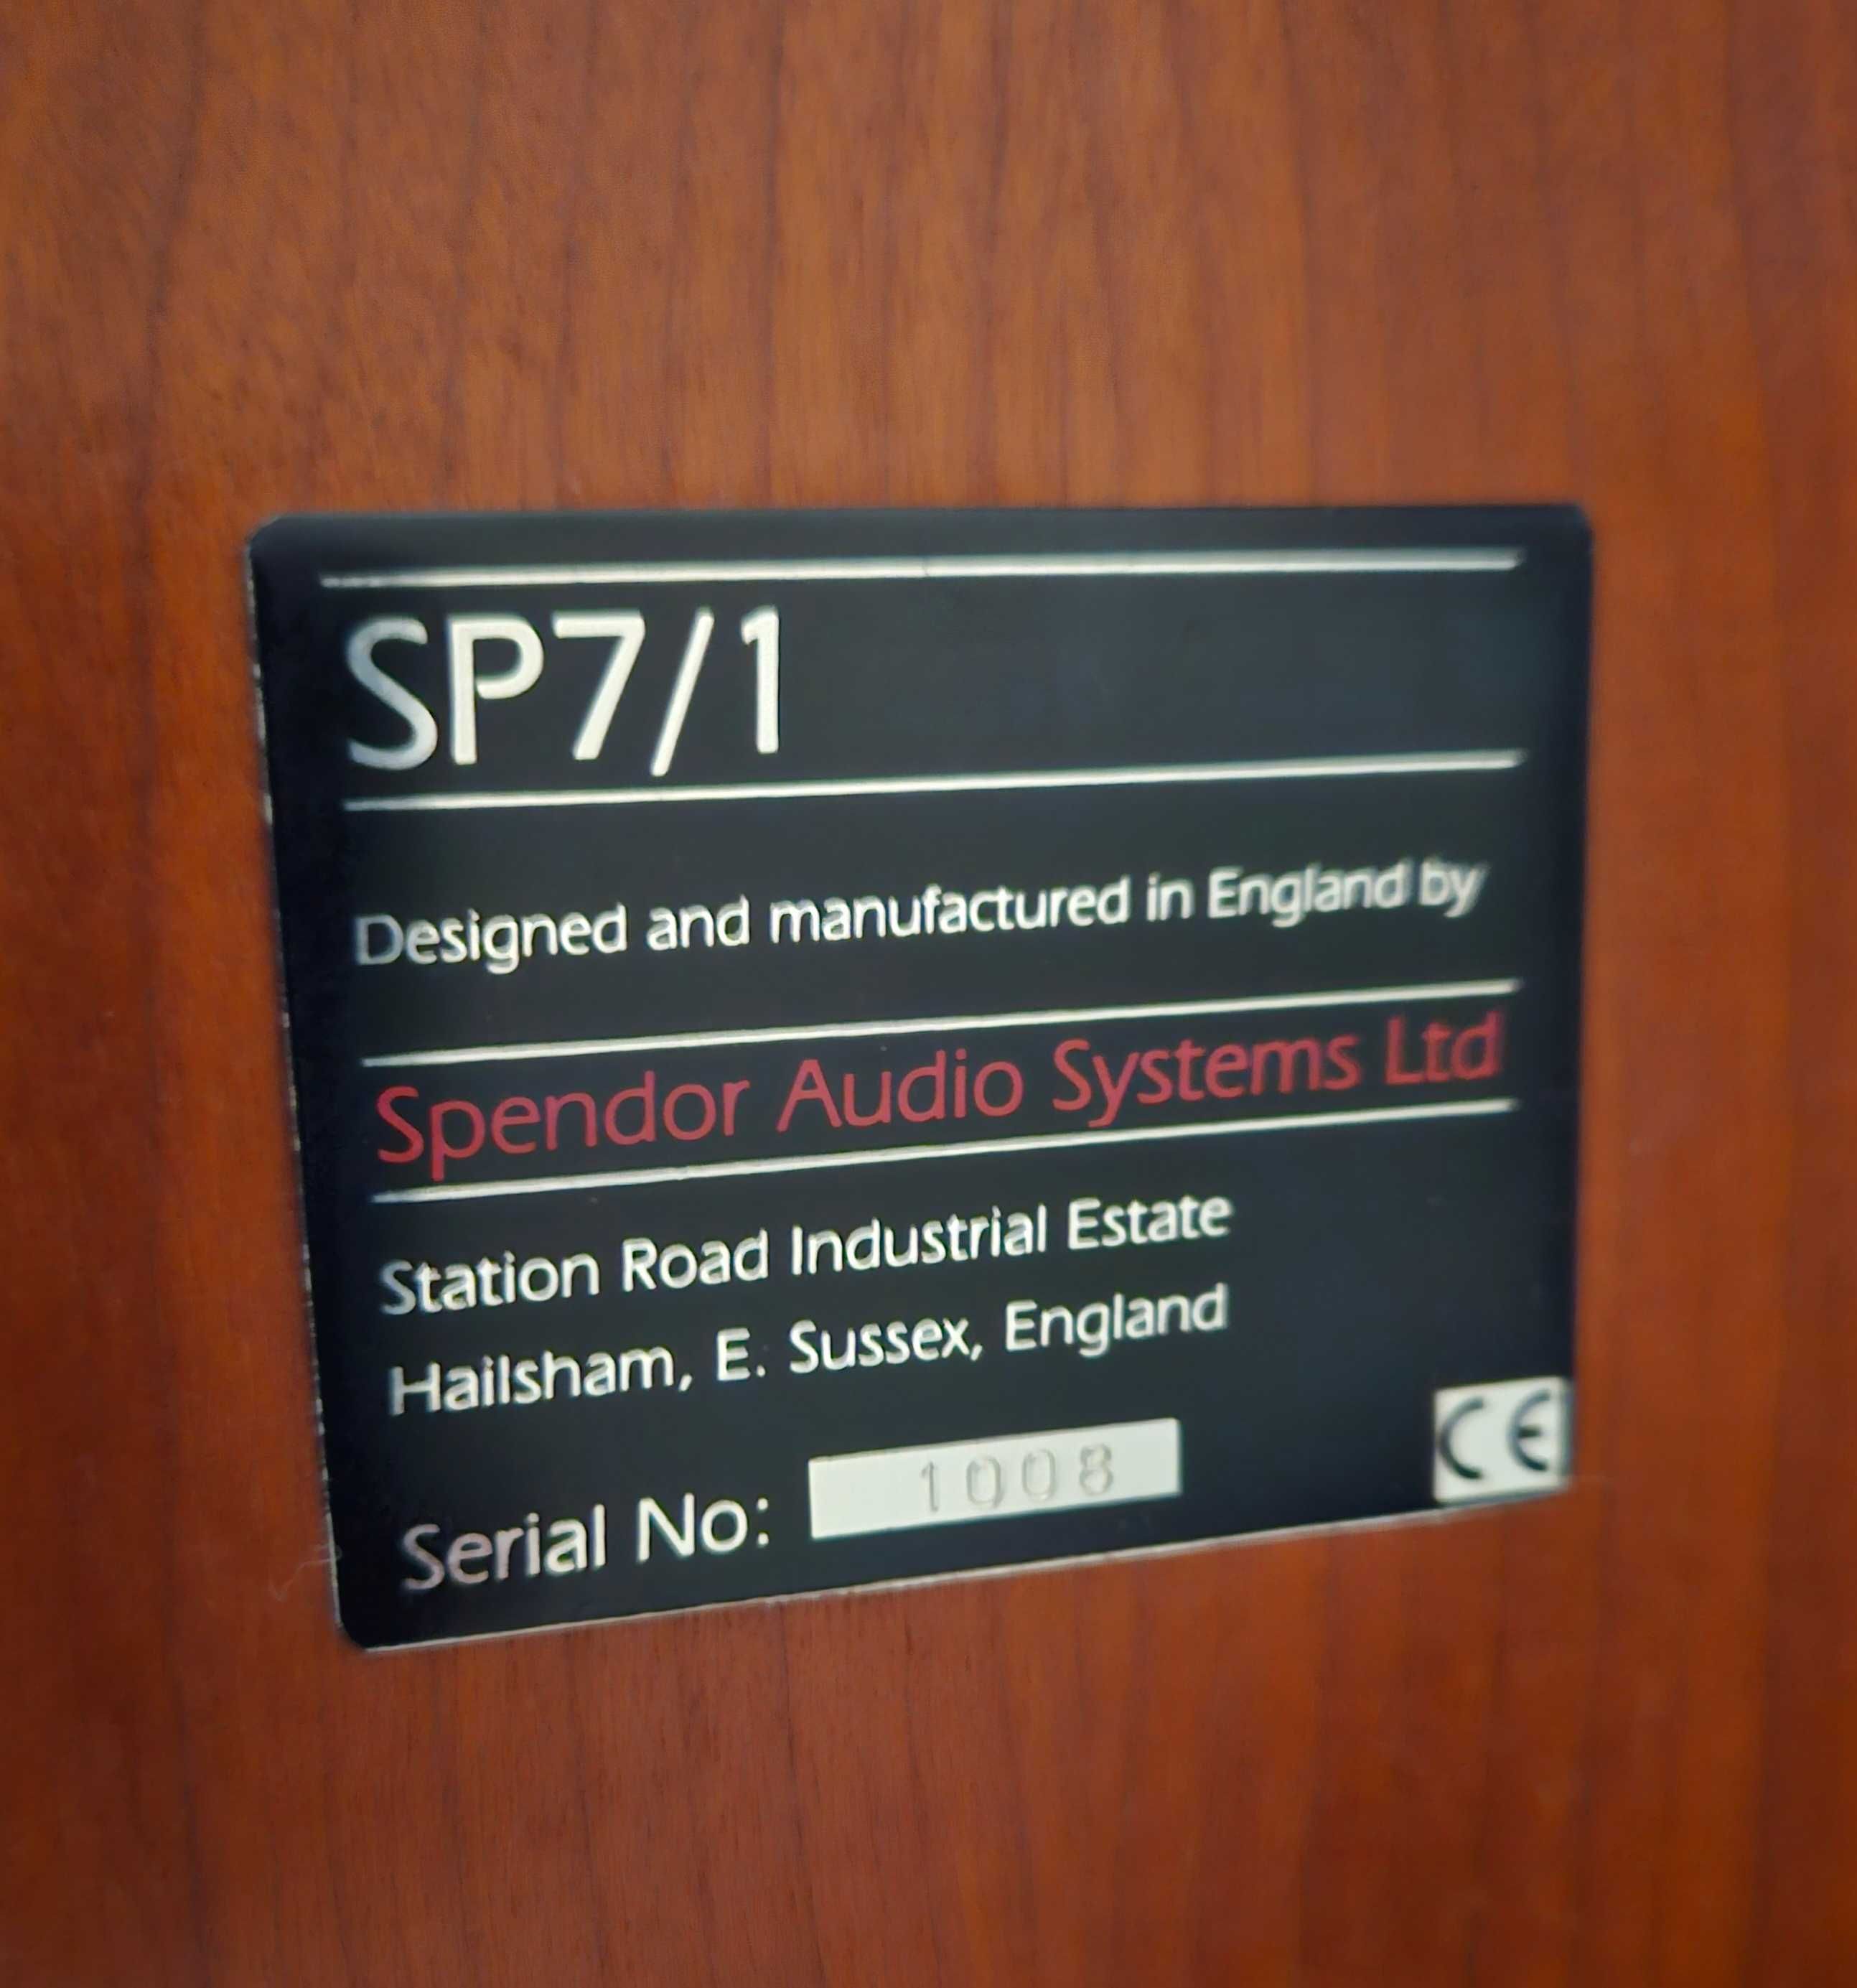 SP7/1
Designed and manufactured in England by
Spendor Audio Systems Ltd
Station Road Industrial Estate
Hailsham, E. Sussex, England
Serial No: 1008
CE